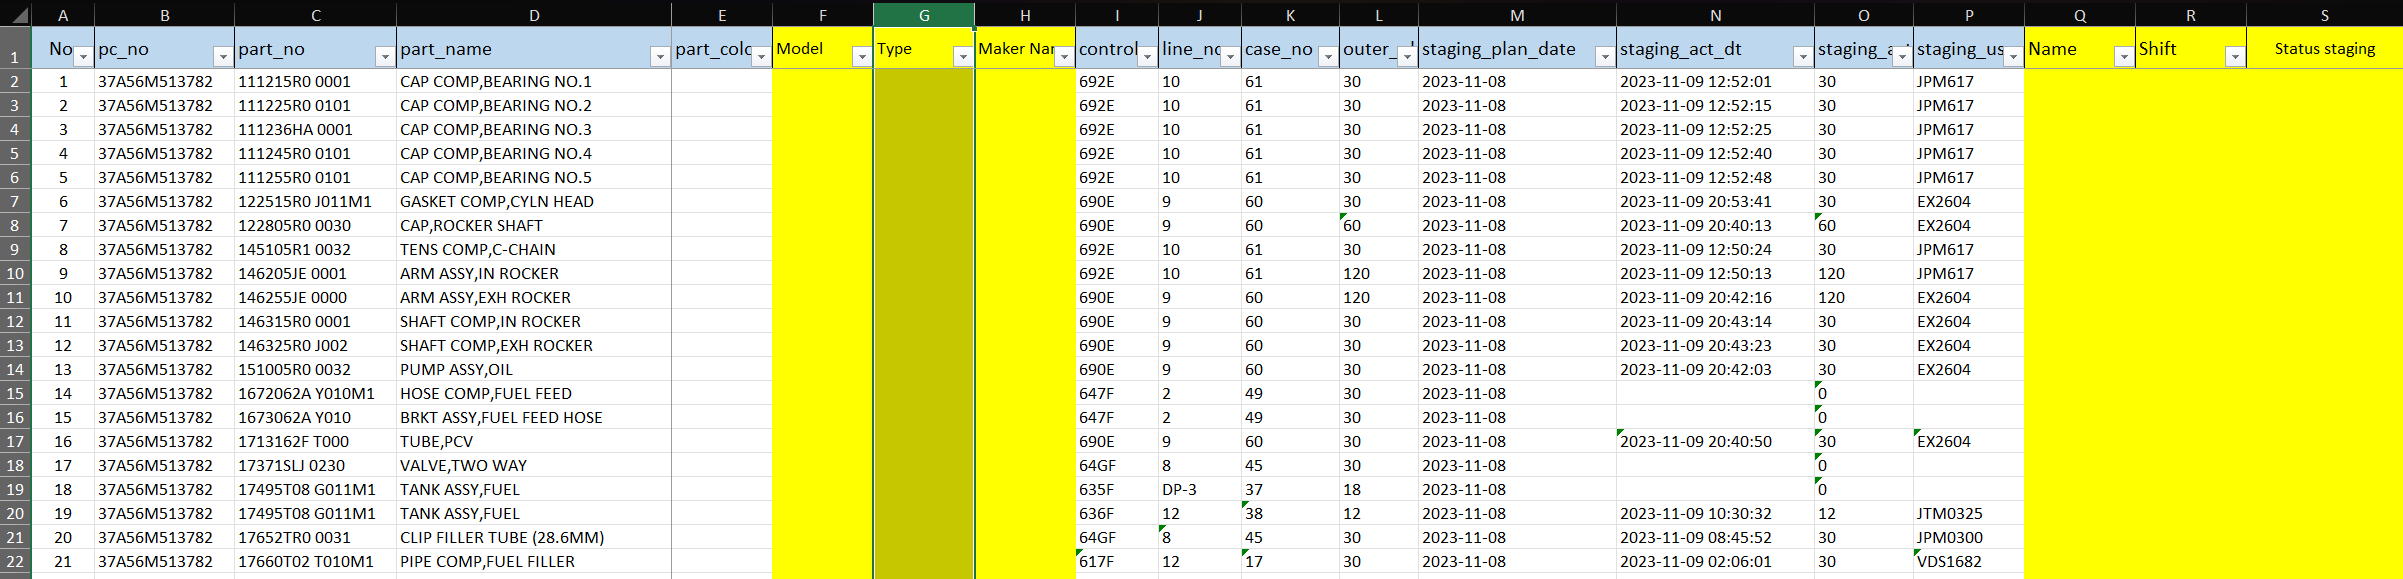 A B C D E F G H I J K L M N O P Q R S
1 No pc_no part_no part_name part_colo Model Type Maker Nar control line_no case_no outer_ staging_plan_date staging_act_dt staging_a staging_us Name Shift Status staging
2 1 37A56M513782 111215R0 0001 CAP COMP,BEARING NO.1 692E 10 61 30 2023-11-08 2023-11-09 12:52:01 30 JPM617
3 2 37A56M513782 111225R0 0101 CAP COMP,BEARING NO.2 692E 10 61 30 2023-11-08 2023-11-09 12:52:15 30 JPM617
4 3 37A56M513782 111236HA 0001 CAP COMP,BEARING NO.3 692E 10 61 30 2023-11-08 2023-11-09 12:52:25 30 JPM617
5 4 37A56M513782 111245R0 0101 CAP COMP,BEARING NO.4 692E 10 61 30 2023-11-08 2023-11-09 12:52:40 30 JPM617
6 5 37A56M513782 111255R0 0101 CAP COMP,BEARING NO.5 692E 10 61 30 2023-11-08 2023-11-09 12:52:48 30 JPM617
7 6 37A56M513782 122515R0 J011M1 GASKET COMP,CYLN HEAD 690E 9 60 30 2023-11-08 2023-11-09 20:53:41 30 EX2604
8 7 37A56M513782 122805R0 0030 CAP,ROCKER SHAFT 690E 9 60 60 2023-11-08 2023-11-09 20:40:13 60 EX2604
9 8 37A56M513782 145105R1 0032 TENS COMP,C-CHAIN 692E 10 61 30 2023-11-08 2023-11-09 12:50:24 30 JPM617
10 9 37A56M513782 146205JE 0001 ARM ASSY,IN ROCKER 692E 10 61 120 2023-11-08 2023-11-09 12:50:13 120 JPM617
11 10 37A56M513782 146255JE 0000 ARM ASSY,EXH ROCKER 690E 9 60 120 2023-11-08 2023-11-09 20:42:16 120 EX2604
12 11 37A56M513782 146315R0 0001 SHAFT COMP,IN ROCKER 690E 9 60 30 2023-11-08 2023-11-09 20:43:14 30 EX2604
13 12 37A56M513782 146325R0 J002 SHAFT COMP,EXH ROCKER 690E 9 60 30 2023-11-08 2023-11-09 20:43:23 30 EX2604
14 13 37A56M513782 151005R0 0032 PUMP ASSY,OIL 690E 9 60 30 2023-11-08 2023-11-09 20:42:03 30 EX2604
15 14 37A56M513782 1672062A Y010M1 HOSE COMP,FUEL FEED 647F 2 49 30 2023-11-08 0
16 15 37A56M513782 1673062A Y010 BRKT ASSY,FUEL FEED HOSE 647F 2 49 30 2023-11-08 0
17 16 37A56M513782 1713162F T000 TUBE,PCV 690E 9 60 30 2023-11-08 2023-11-09 20:40:50 30 EX2604
18 17 37A56M513782 17371SLJ 0230 VALVE,TWO WAY 64GF 8 45 30 2023-11-08 0
19 18 37A56M513782 17495T08 G011M1 TANK ASSY,FUEL 635F DP-3 37 18 2023-11-08 0
20 19 37A56M513782 17495T08 G011M1 TANK ASSY,FUEL 636F 12 38 12 2023-11-08 2023-11-09 10:30:32 12 JTM0325
21 20 37A56M513782 17652TR0 0031 CLIP FILLER TUBE (28.6MM) 64GF 8 45 30 2023-11-08 2023-11-09 08:45:52 30 JPM0300
22 21 37A56M513782 17660T02 T010M1 PIPE COMP,FUEL FILLER 617F 12 17 30 2023-11-08 2023-11-09 02:06:01 30 VDS1682